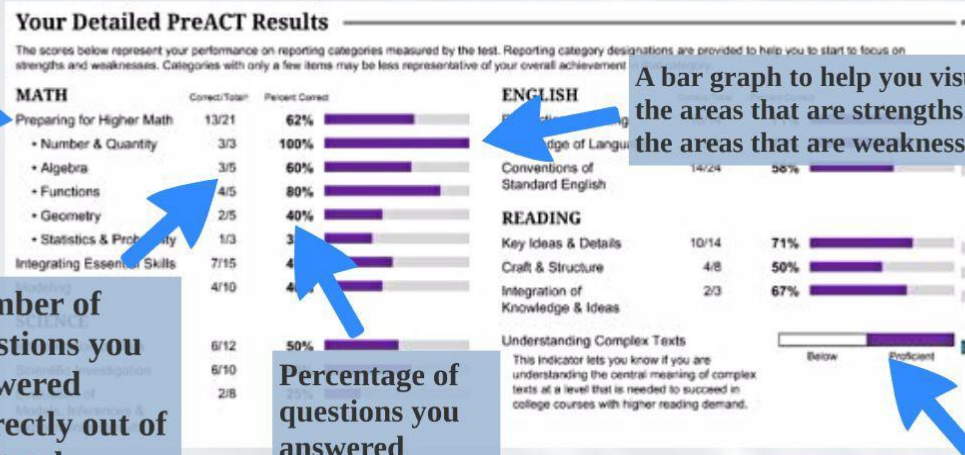 Your Detailed PreACT Results
The scores below represent your performance on reporting categories measured by the test. Reporting category designations are provided to help you to start to focus on
strengths and weaknesses. Categories with only a few items may be less representative of your overall achievement
A bar graph to help you
the areas that are strengths
the areas that are
MATH
Correct/Total Percent Correct
Preparing for Higher Math 13/21 62%
• Number & Quantity 3/3 100%
• Algebra 3/5 60%
• Functions 4/5 80%
• Geometry 2/5 40%
• Statistics & 1/3
Integrating Skills 7/15
4/10
SCIENCE
6/12 50%
6/10
2/8 25%
of
you
out of
Percentage of
questions you
answered
ENGLISH
Conventions of 14/24 58%
Standard English
READING
Key Ideas & Details 10/14 71%
Craft & Structure 4/8 50%
Integration of 2/3 67%
Knowledge & Ideas
Understanding Complex Texts
Below Proficient
This indicator lets you know if you are
understanding the central meaning of complex
texts at a level that is needed to succeed in
college courses with higher reading demand.